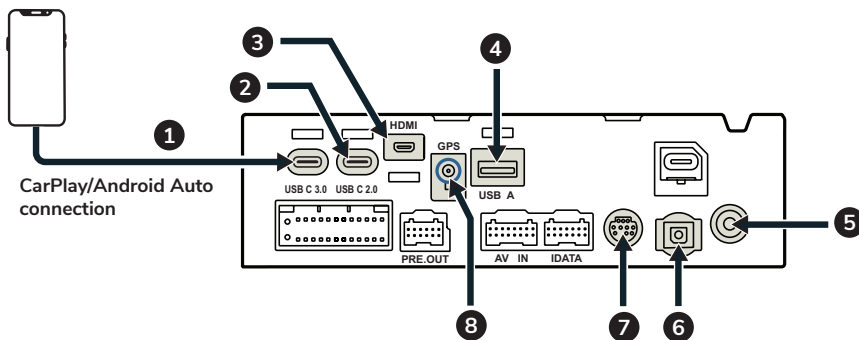 3
4
2
HDMI
1
GPS
CarPlay/Android Auto
connection
USB C 3.0 USB C 2.0
USB A
5
PRE.OUT
AV IN IDATA
8
7
6